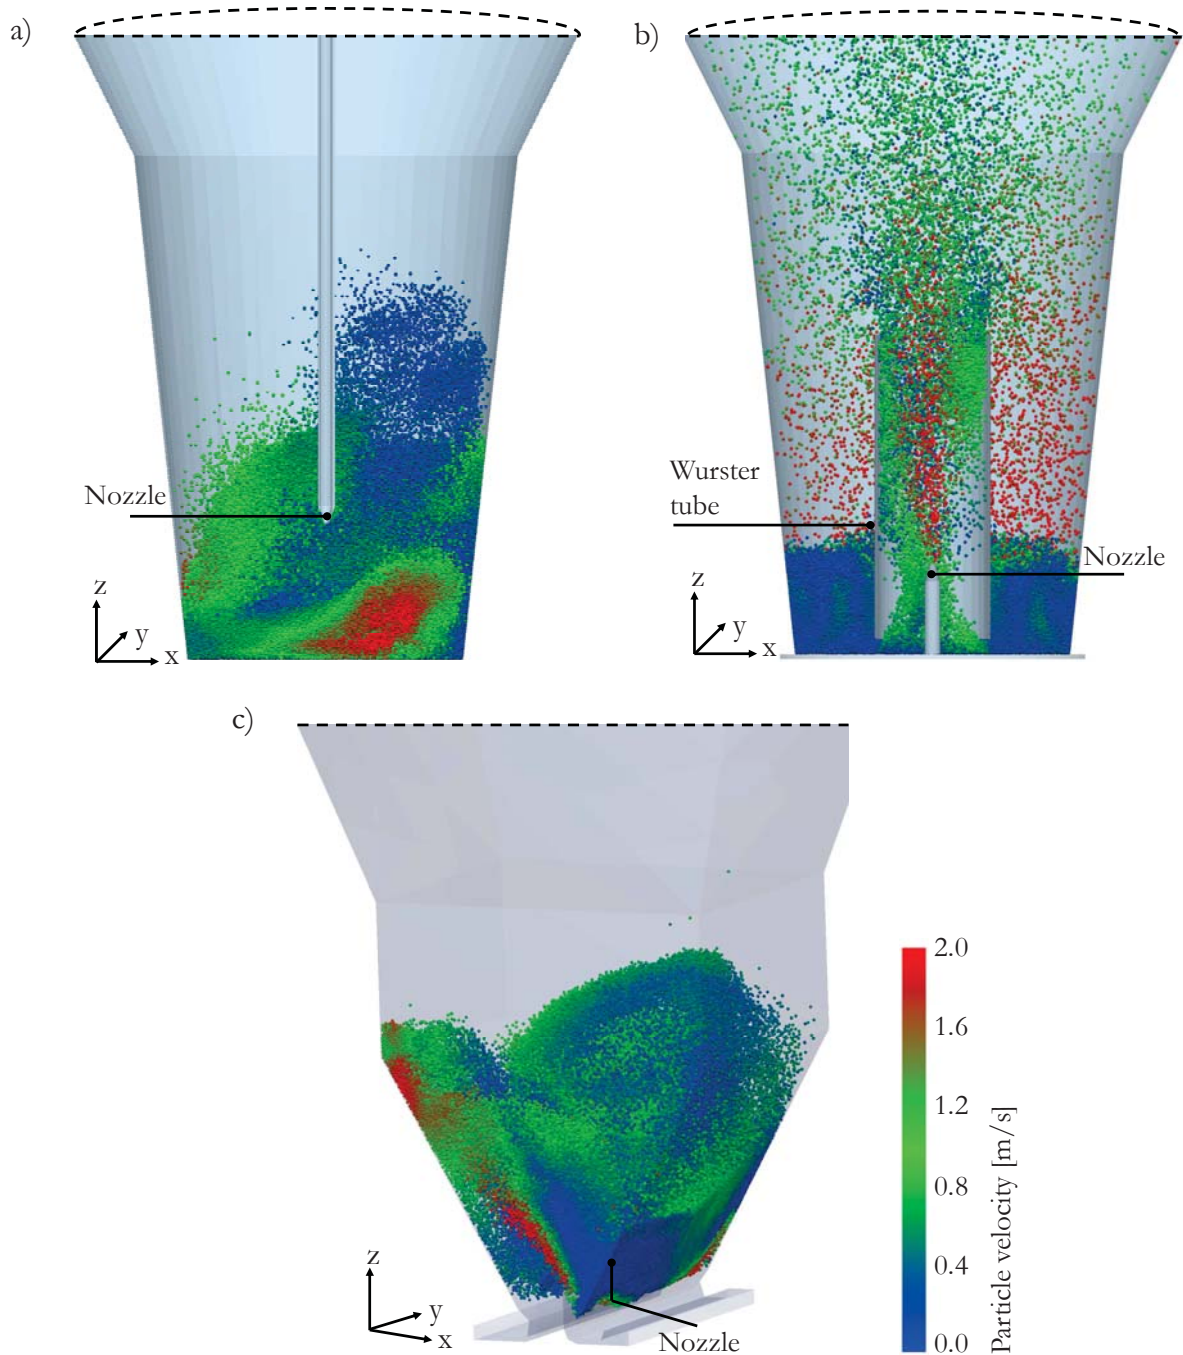 a)
Nozzle
z
y
x
b)
Wurster
tube
Nozzle
z
y
x
c)
z
y
x
Nozzle
2.0
1.6
1.2
0.8
0.4
0.0
Particle velocity [m/s]